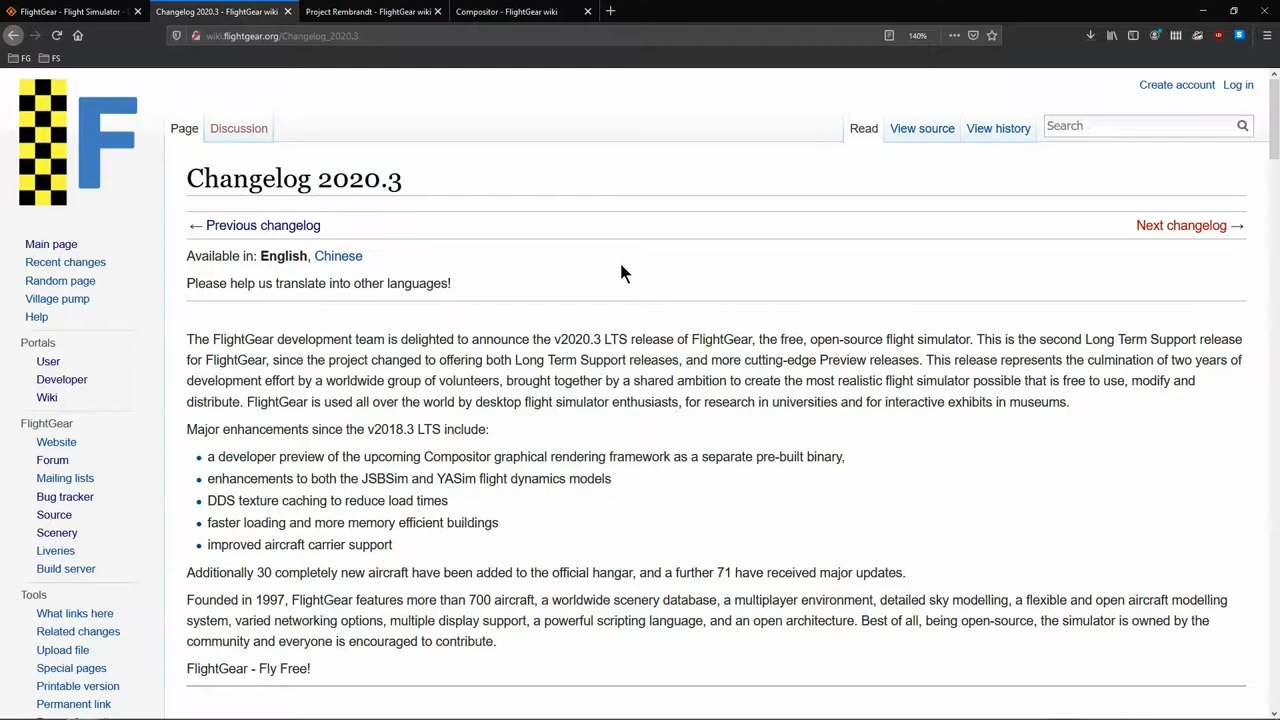 FlightGear - Flight Simulator -
Changelog 2020.3 - FlightGear wiki
Project Rembrandt - FlightGear wiki
Compositor - FlightGear wiki
wiki.flightgear.org/Changelog_2020.3
140%
FG
FS
F
Create account
Log in
Page
Discussion
Read
View source
View history
Search
Changelog 2020.3
← Previous changelog
Next changelog →
Available in: English, Chinese
Please help us translate into other languages!
The FlightGear development team is delighted to announce the v2020.3 LTS release of FlightGear, the free, open-source flight simulator. This is the second Long Term Support release
for FlightGear, since the project changed to offering both Long Term Support releases, and more cutting-edge Preview releases. This release represents the culmination of two years of
development effort by a worldwide group of volunteers, brought together by a shared ambition to create the most realistic flight simulator possible that is free to use, modify and
distribute. FlightGear is used all over the world by desktop flight simulator enthusiasts, for research in universities and for interactive exhibits in museums.
Major enhancements since the v2018.3 LTS include:
• a developer preview of the upcoming Compositor graphical rendering framework as a separate pre-built binary,
• enhancements to both the JSBSim and YASim flight dynamics models
• DDS texture caching to reduce load times
• faster loading and more memory efficient buildings
• improved aircraft carrier support
Additionally 30 completely new aircraft have been added to the official hangar, and a further 71 have received major updates.
Founded in 1997, FlightGear features more than 700 aircraft, a worldwide scenery database, a multiplayer environment, detailed sky modelling, a flexible and open aircraft modelling
system, varied networking options, multiple display support, a powerful scripting language, and an open architecture. Best of all, being open-source, the simulator is owned by the
community and everyone is encouraged to contribute.
FlightGear - Fly Free!
Main page
Recent changes
Random page
Village pump
Help
Portals
User
Developer
Wiki
FlightGear
Website
Forum
Mailing lists
Bug tracker
Source
Scenery
Liveries
Build server
Tools
What links here
Related changes
Upload file
Special pages
Printable version
Permanent link